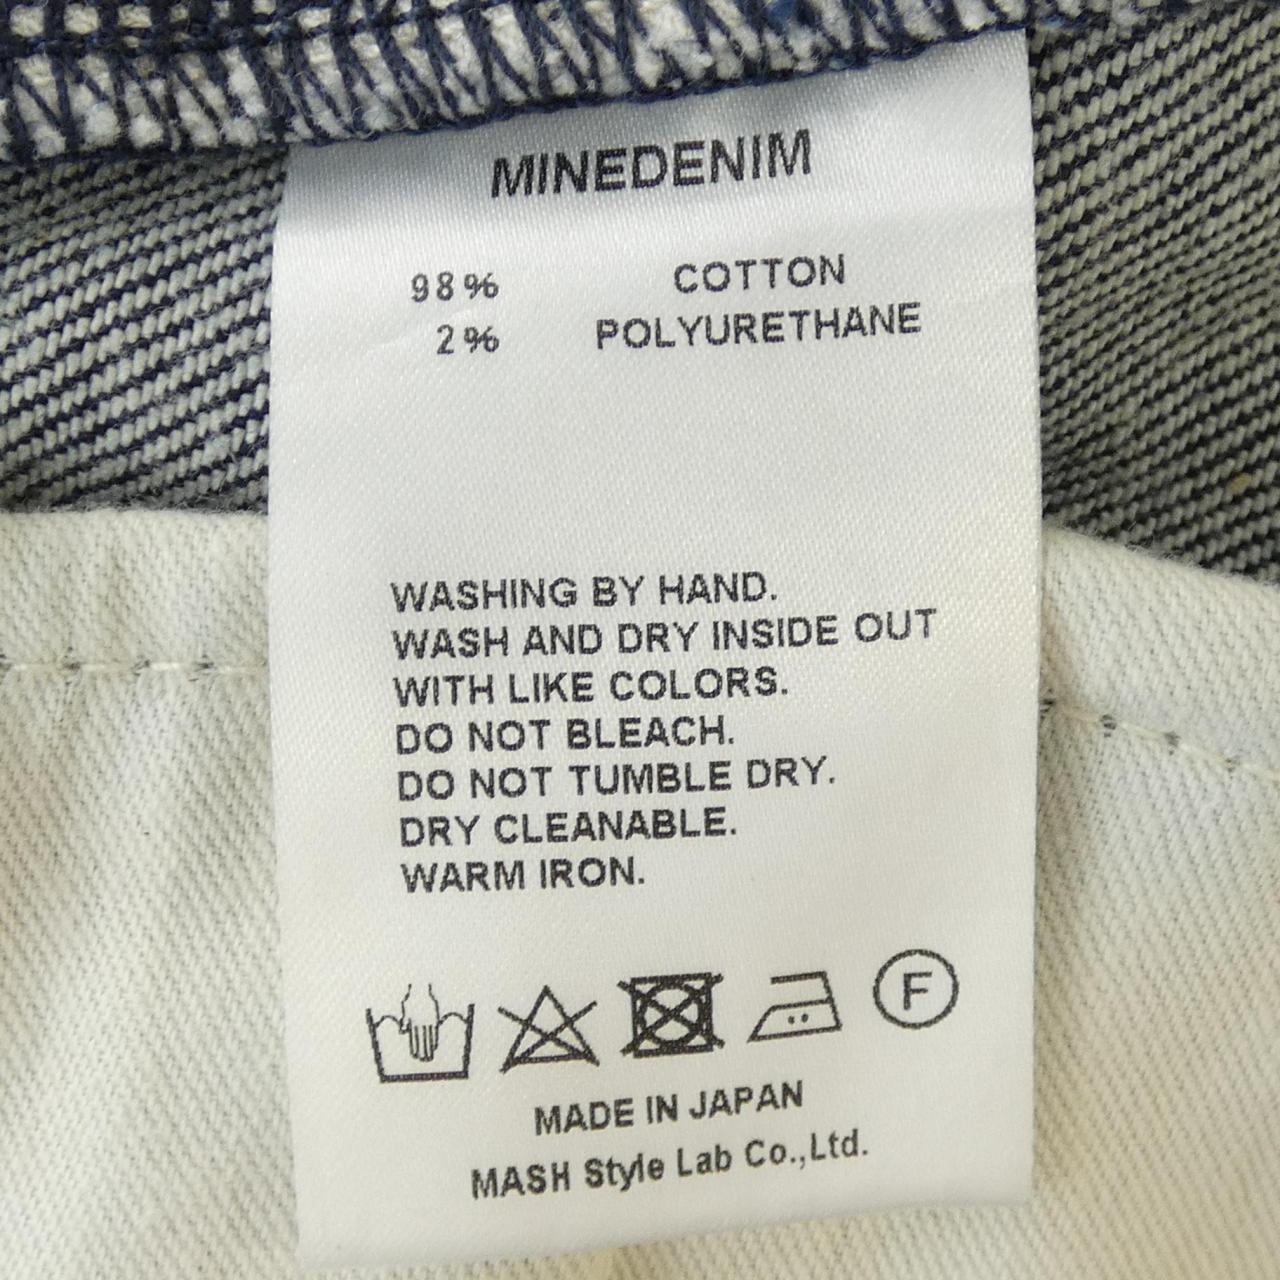 MINEDENIM
98% COTTON
2% POLYURETHANE
WASHING BY HAND.
WASH AND DRY INSIDE OUT
WITH LIKE COLORS.
DO NOT BLEACH.
DO NOT TUMBLE DRY.
DRY CLEANABLE.
WARM IRON.
F
MADE IN JAPAN
MASH Style Lab Co.,Ltd.